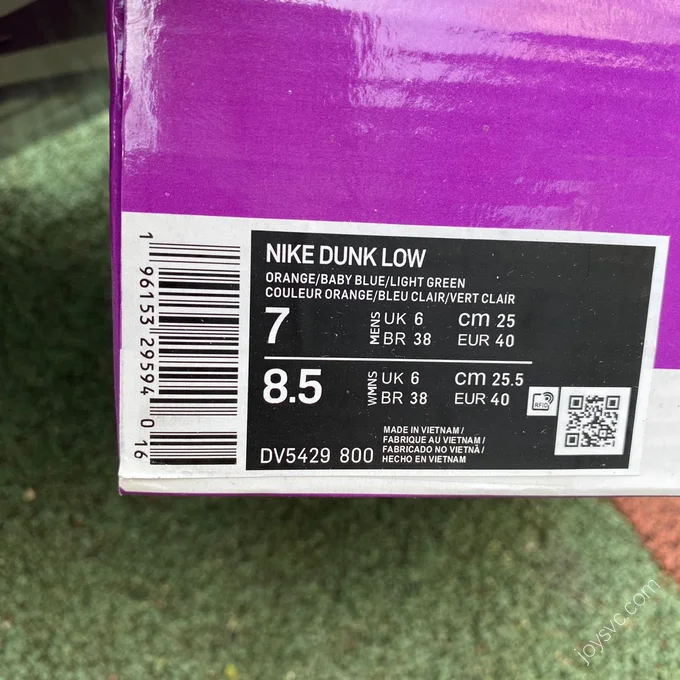 NIKE DUNK LOW
ORANGE/BABY BLUE/LIGHT GREEN
COULEUR ORANGE/BLEU CLAIR/VERT CLAIR
7 MENS UK 6 cm 25
BR 38 EUR 40
8.5 WMNS UK 6 cm 25.5
BR 38 EUR 40
RFID
MADE IN VIETNAM /
FABRIQUE AU VIETNAM /
FABRICADO NO VIETNÃ /
HECHO EN VIETNAM
DV5429 800
1 96153 29594 0 16
joysvc.com